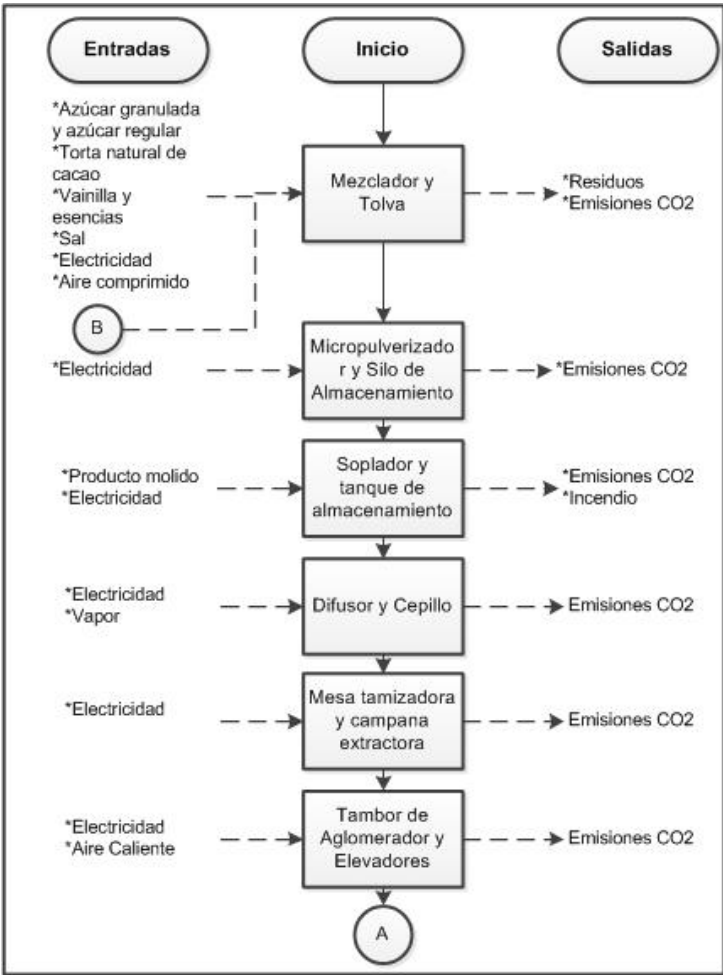 Entradas
Inicio
Salidas
*Azúcar granulada
y azúcar regular
*Torta natural de
cacao
*Vainilla y
esencias
*Sal
*Electricidad
*Aire comprimido
Mezclador y
Tolva
*Residuos
*Emisiones CO2
B
*Electricidad
Micropulverizado
r y Silo de
Almacenamiento
*Emisiones CO2
*Producto molido
*Electricidad
Soplador y
tanque de
almacenamiento
*Emisiones CO2
*Incendio
*Electricidad
*Vapor
Difusor y Cepillo
Emisiones CO2
*Electricidad
Mesa tamizadora
y campana
extractora
Emisiones CO2
*Electricidad
*Aire Caliente
Tambor de
Aglomerador y
Elevadores
Emisiones CO2
A